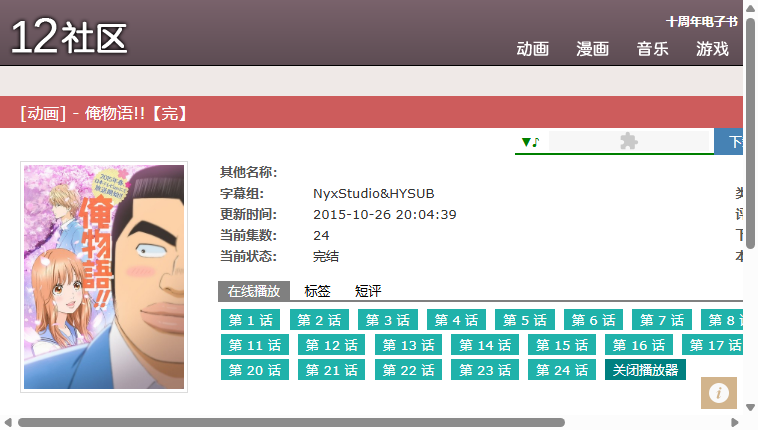 十周年电子书
12社区
动画 漫画 音乐 游戏
[动画] - 俺物语!!【完】
▼♪
下
其他名称:
字幕组: NyxStudio&HYSUB
更新时间: 2015-10-26 20:04:39
当前集数: 24
当前状态: 完结
俺物語!!
在线播放 标签 短评
第 1 话 第 2 话 第 3 话 第 4 话 第 5 话 第 6 话 第 7 话 第 8
第 11 话 第 12 话 第 13 话 第 14 话 第 15 话 第 16 话 第 17 话
第 20 话 第 21 话 第 22 话 第 23 话 第 24 话 关闭播放器
i